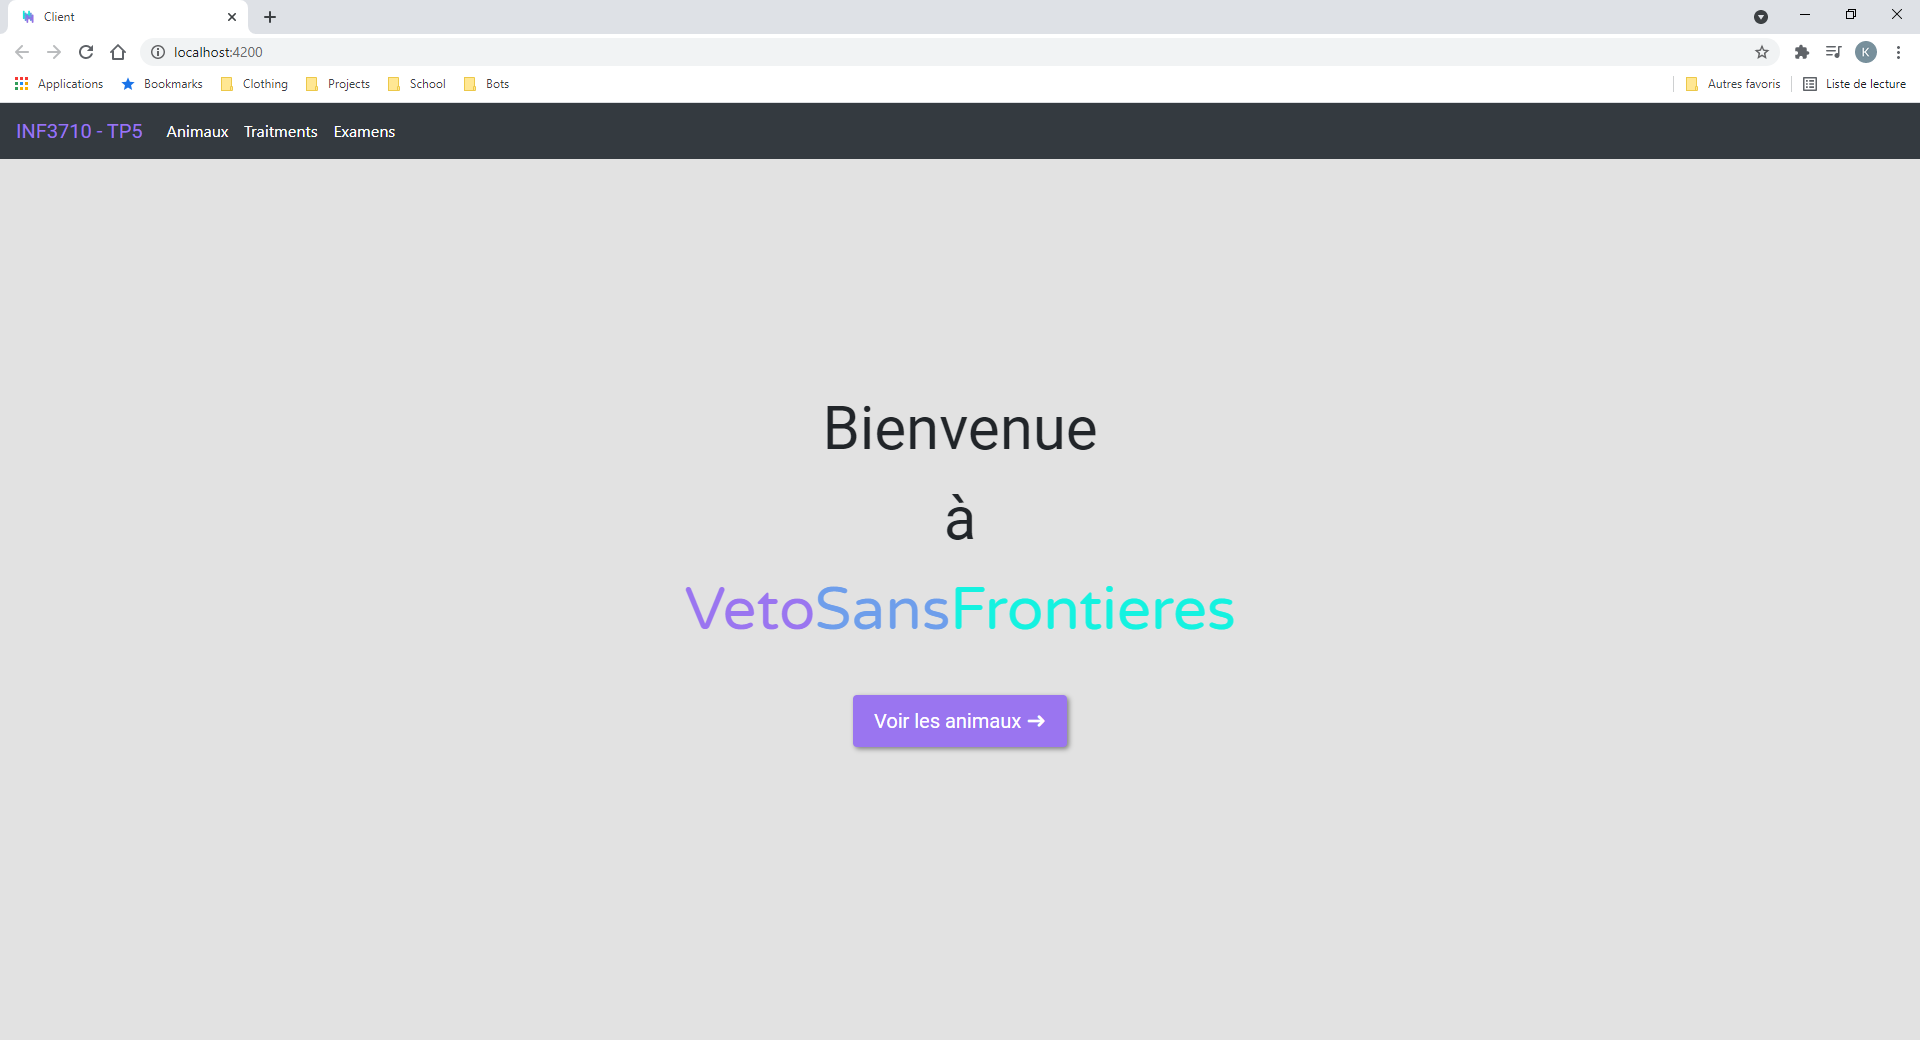 Client
localhost:4200
Applications Bookmarks Clothing Projects School Bots Autres favoris Liste de lecture
K
INF3710 - TP5 Animaux Traitments Examens
Bienvenue
à
VetoSansFrontieres
Voir les animaux ➜